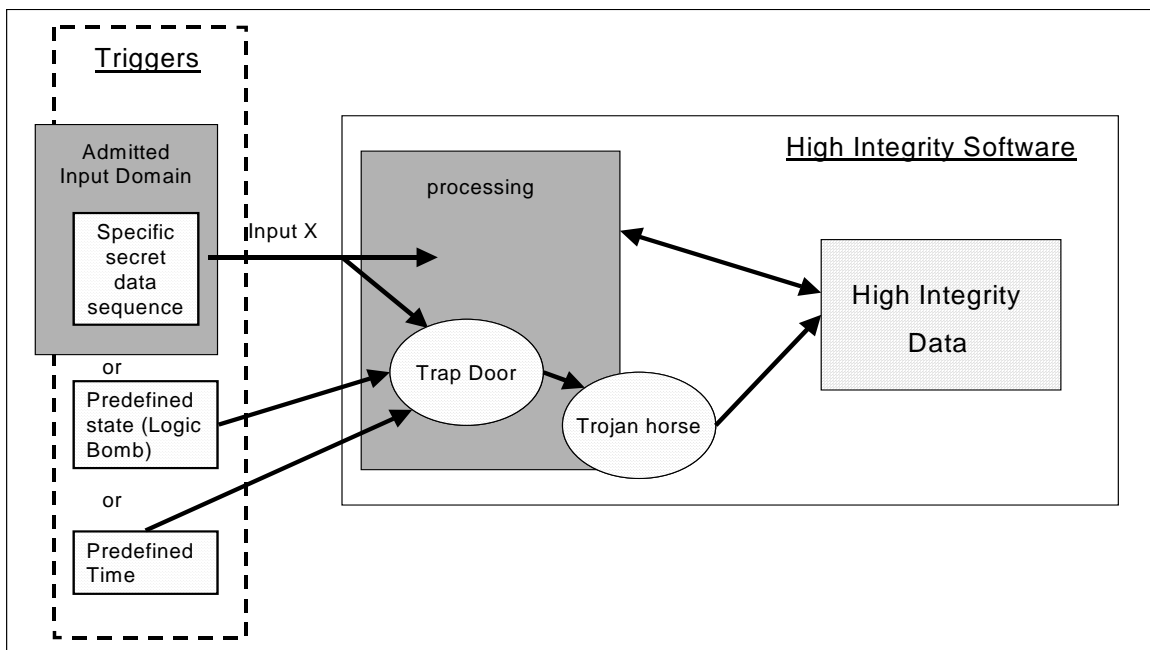 Triggers
Admitted
Input Domain
Specific
secret
data
sequence
or
Predefined
state (Logic
Bomb)
or
Predefined
Time
Input X
High Integrity Software
processing
Trap Door
Trojan horse
High Integrity
Data